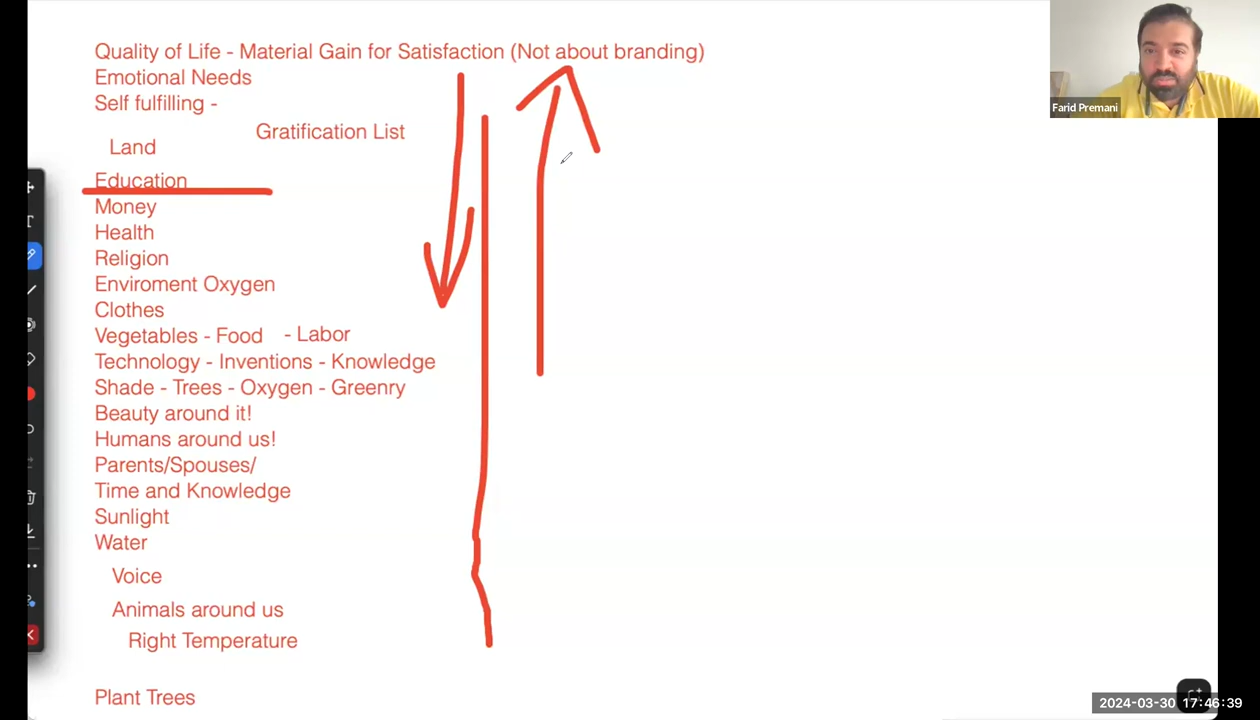 Quality of Life - Material Gain for Satisfaction (Not about branding)
Emotional Needs
Self fulfilling -
Gratification List
Land
Education
Money
Health
Religion
Enviroment Oxygen
Clothes
Vegetables - Food - Labor
Technology - Inventions - Knowledge
Shade - Trees - Oxygen - Greenry
Beauty around it!
Humans around us!
Parents/Spouses/
Time and Knowledge
Sunlight
Water
Voice
Animals around us
Right Temperature
Plant Trees
Farid Premani
2024-03-30 17:46:39